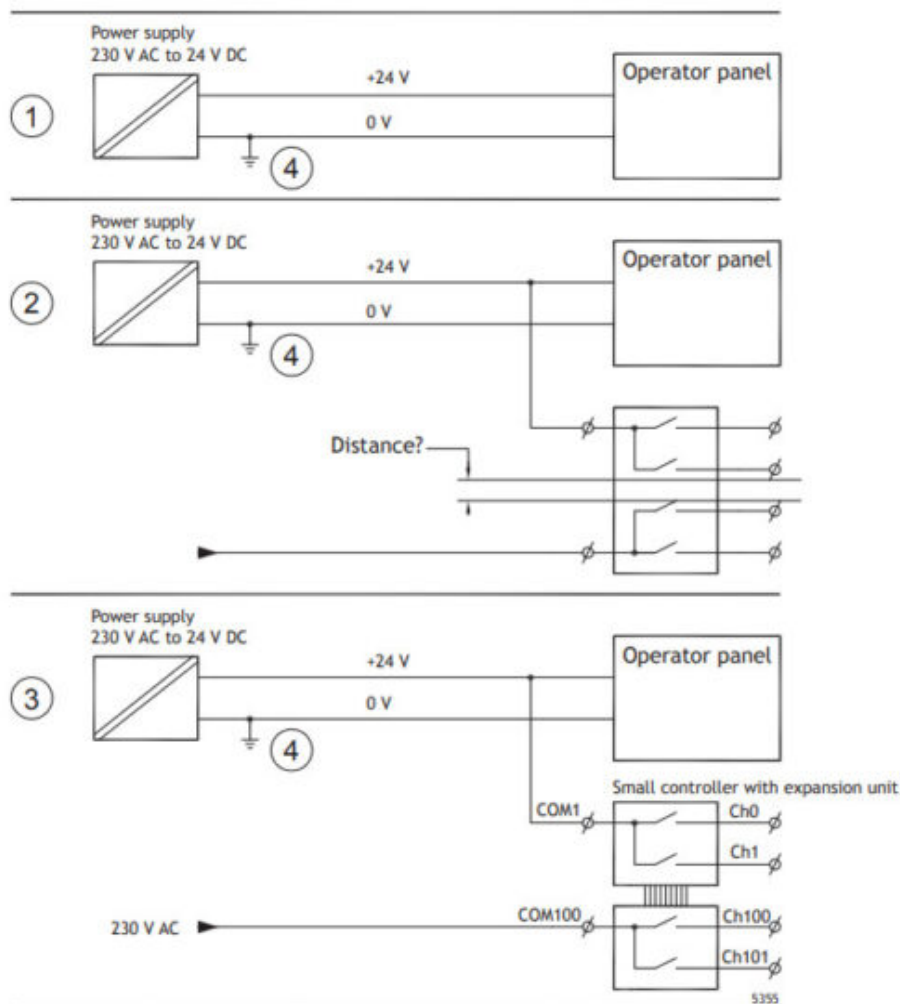 Power supply
230 V AC to 24 V DC
+24 V
Operator panel
1
0 V
4
Power supply
230 V AC to 24 V DC
+24 V
Operator panel
2
0 V
4
Distance?
Power supply
230 V AC to 24 V DC
+24 V
Operator panel
3
0 V
4
Small controller with expansion unit
COM1
Ch0
Ch1
230 V AC
COM100
Ch100
Ch101
5355